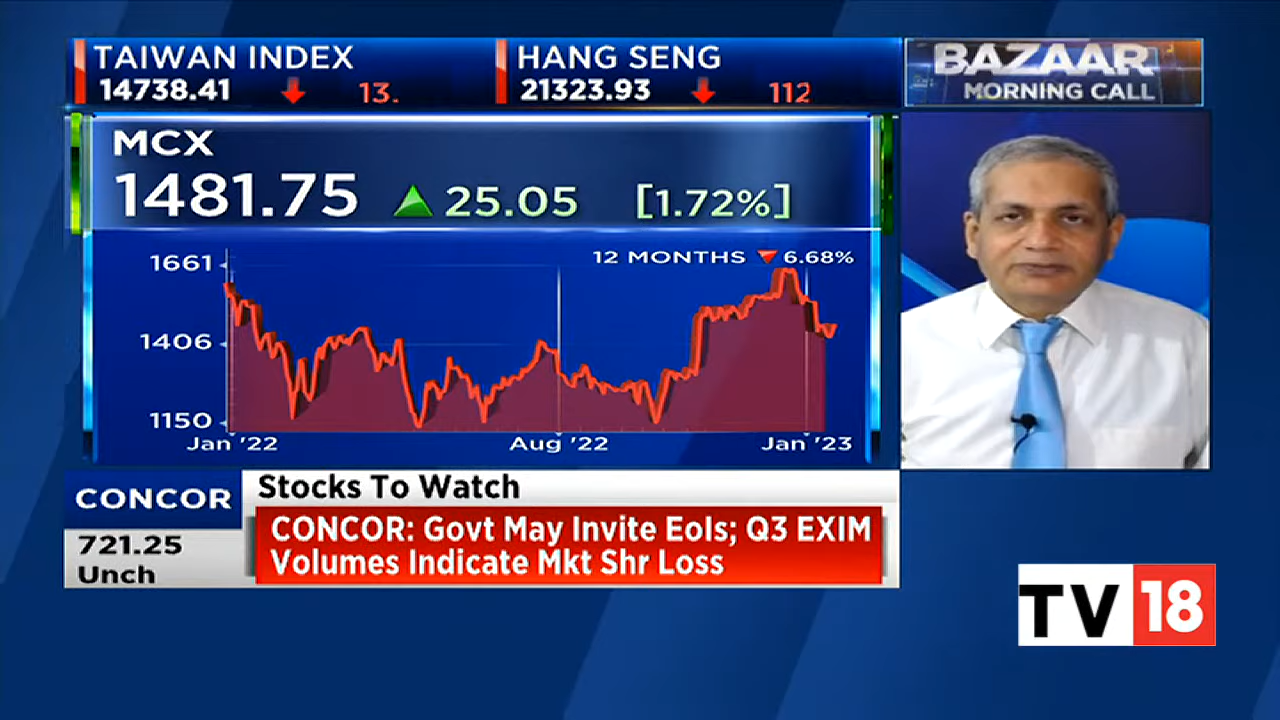 TAIWAN INDEX
14738.41 13.
HANG SENG
21323.93 112
BAZAAR
MORNING CALL
MCX
1481.75 25.05 [1.72%]
12 MONTHS 6.68%
1661
1406
1150
Jan '22 Aug '22 Jan '23
CONCOR
721.25
Unch
Stocks To Watch
CONCOR: Govt May Invite EoIs; Q3 EXIM
Volumes Indicate Mkt Shr Loss
TV18